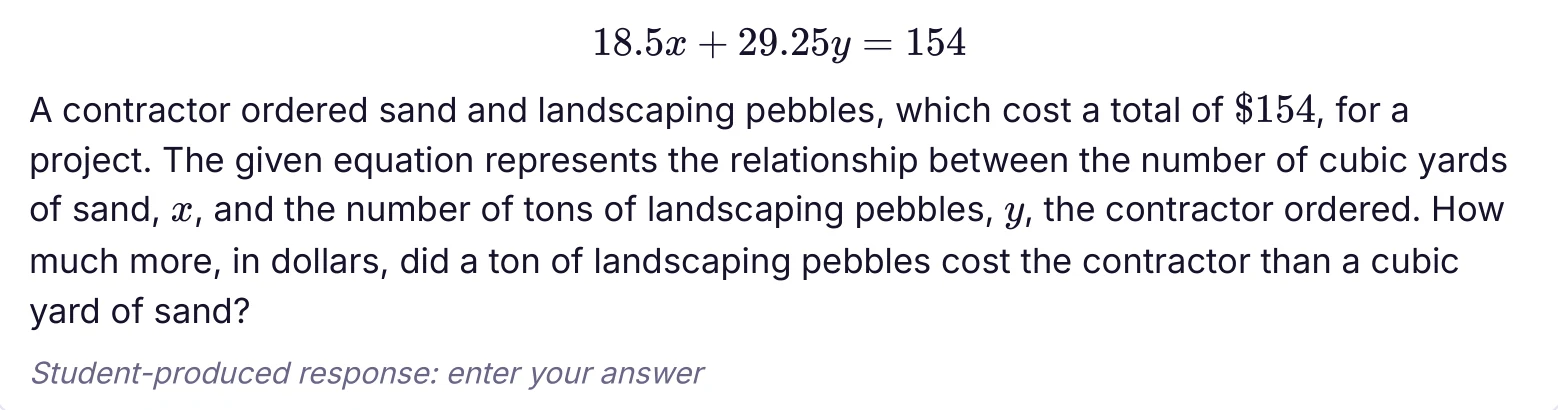 18.5x + 29.25y = 154
A contractor ordered sand and landscaping pebbles, which cost a total of $154, for a
project. The given equation represents the relationship between the number of cubic yards
of sand, x, and the number of tons of landscaping pebbles, y, the contractor ordered. How
much more, in dollars, did a ton of landscaping pebbles cost the contractor than a cubic
yard of sand?
Student-produced response: enter your answer